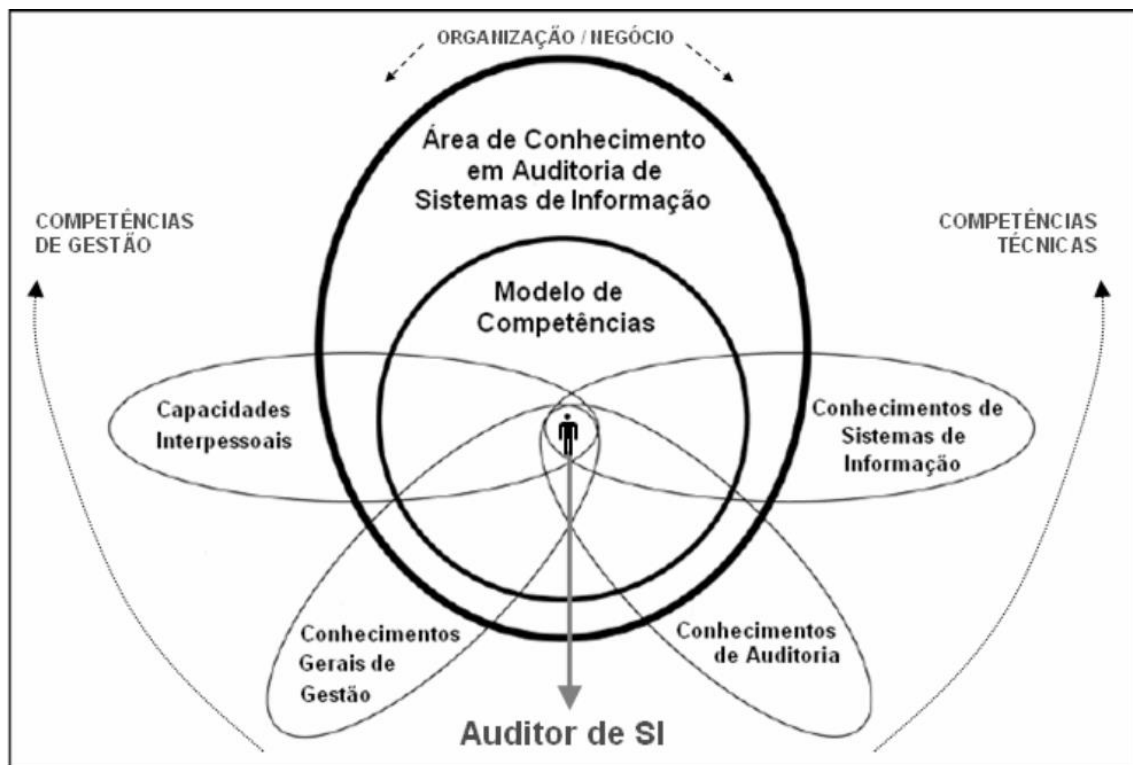 ORGANIZAÇÃO / NEGÓCIO
Área de Conhecimento
em Auditoria de
Sistemas de Informação
COMPETÊNCIAS
DE GESTÃO
COMPETÊNCIAS
TÉCNICAS
Modelo de
Competências
Capacidades
Interpessoais
Conhecimentos de
Sistemas de
Informação
Conhecimentos
Gerais de
Gestão
Conhecimentos
de Auditoria
Auditor de SI